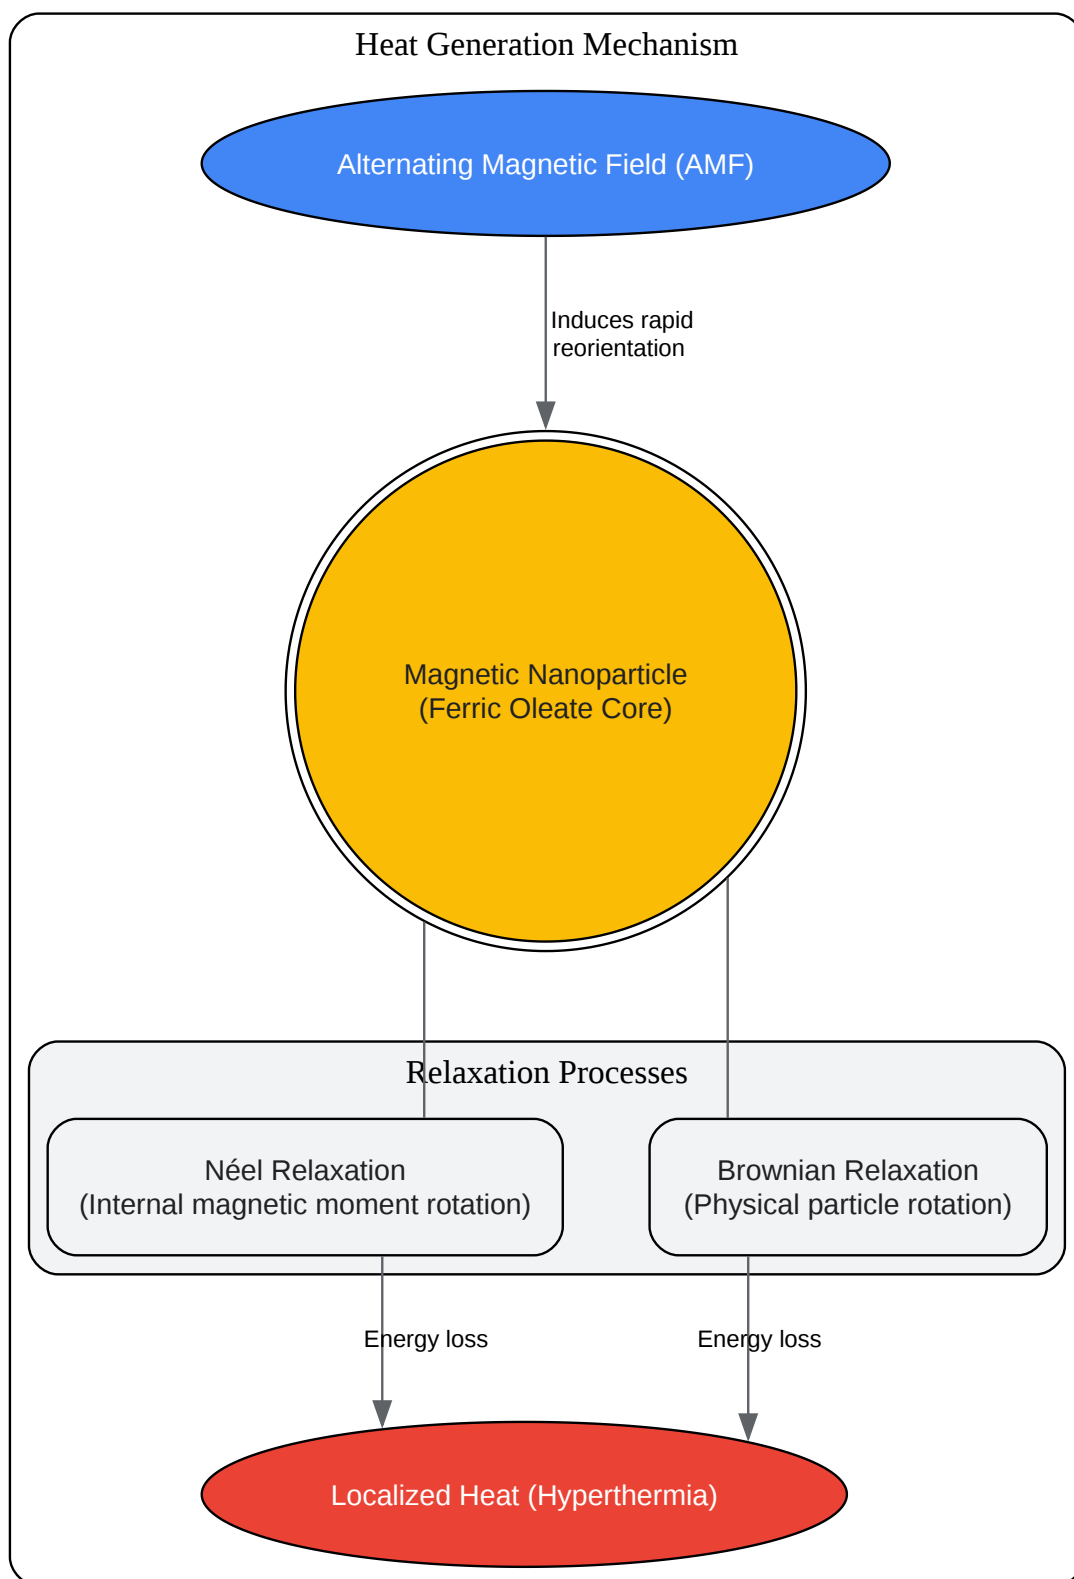 Heat Generation Mechanism
Alternating Magnetic Field (AMF)
Induces rapid
reorientation
Magnetic Nanoparticle
(Ferric Oleate Core)
Relaxation Processes
Néel Relaxation
(Internal magnetic moment rotation)
Brownian Relaxation
(Physical particle rotation)
Energy loss
Energy loss
Localized Heat (Hyperthermia)